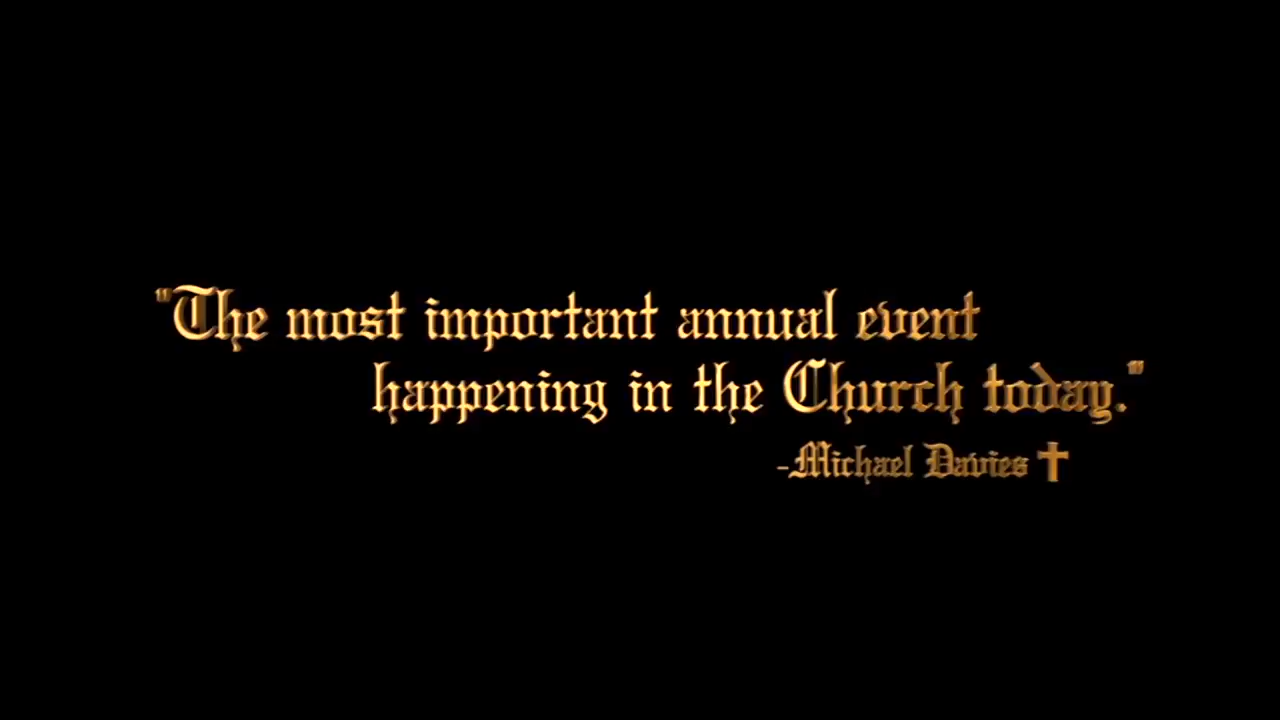 "The most important annual event
happening in the Church today."
-Michael Davies ✝